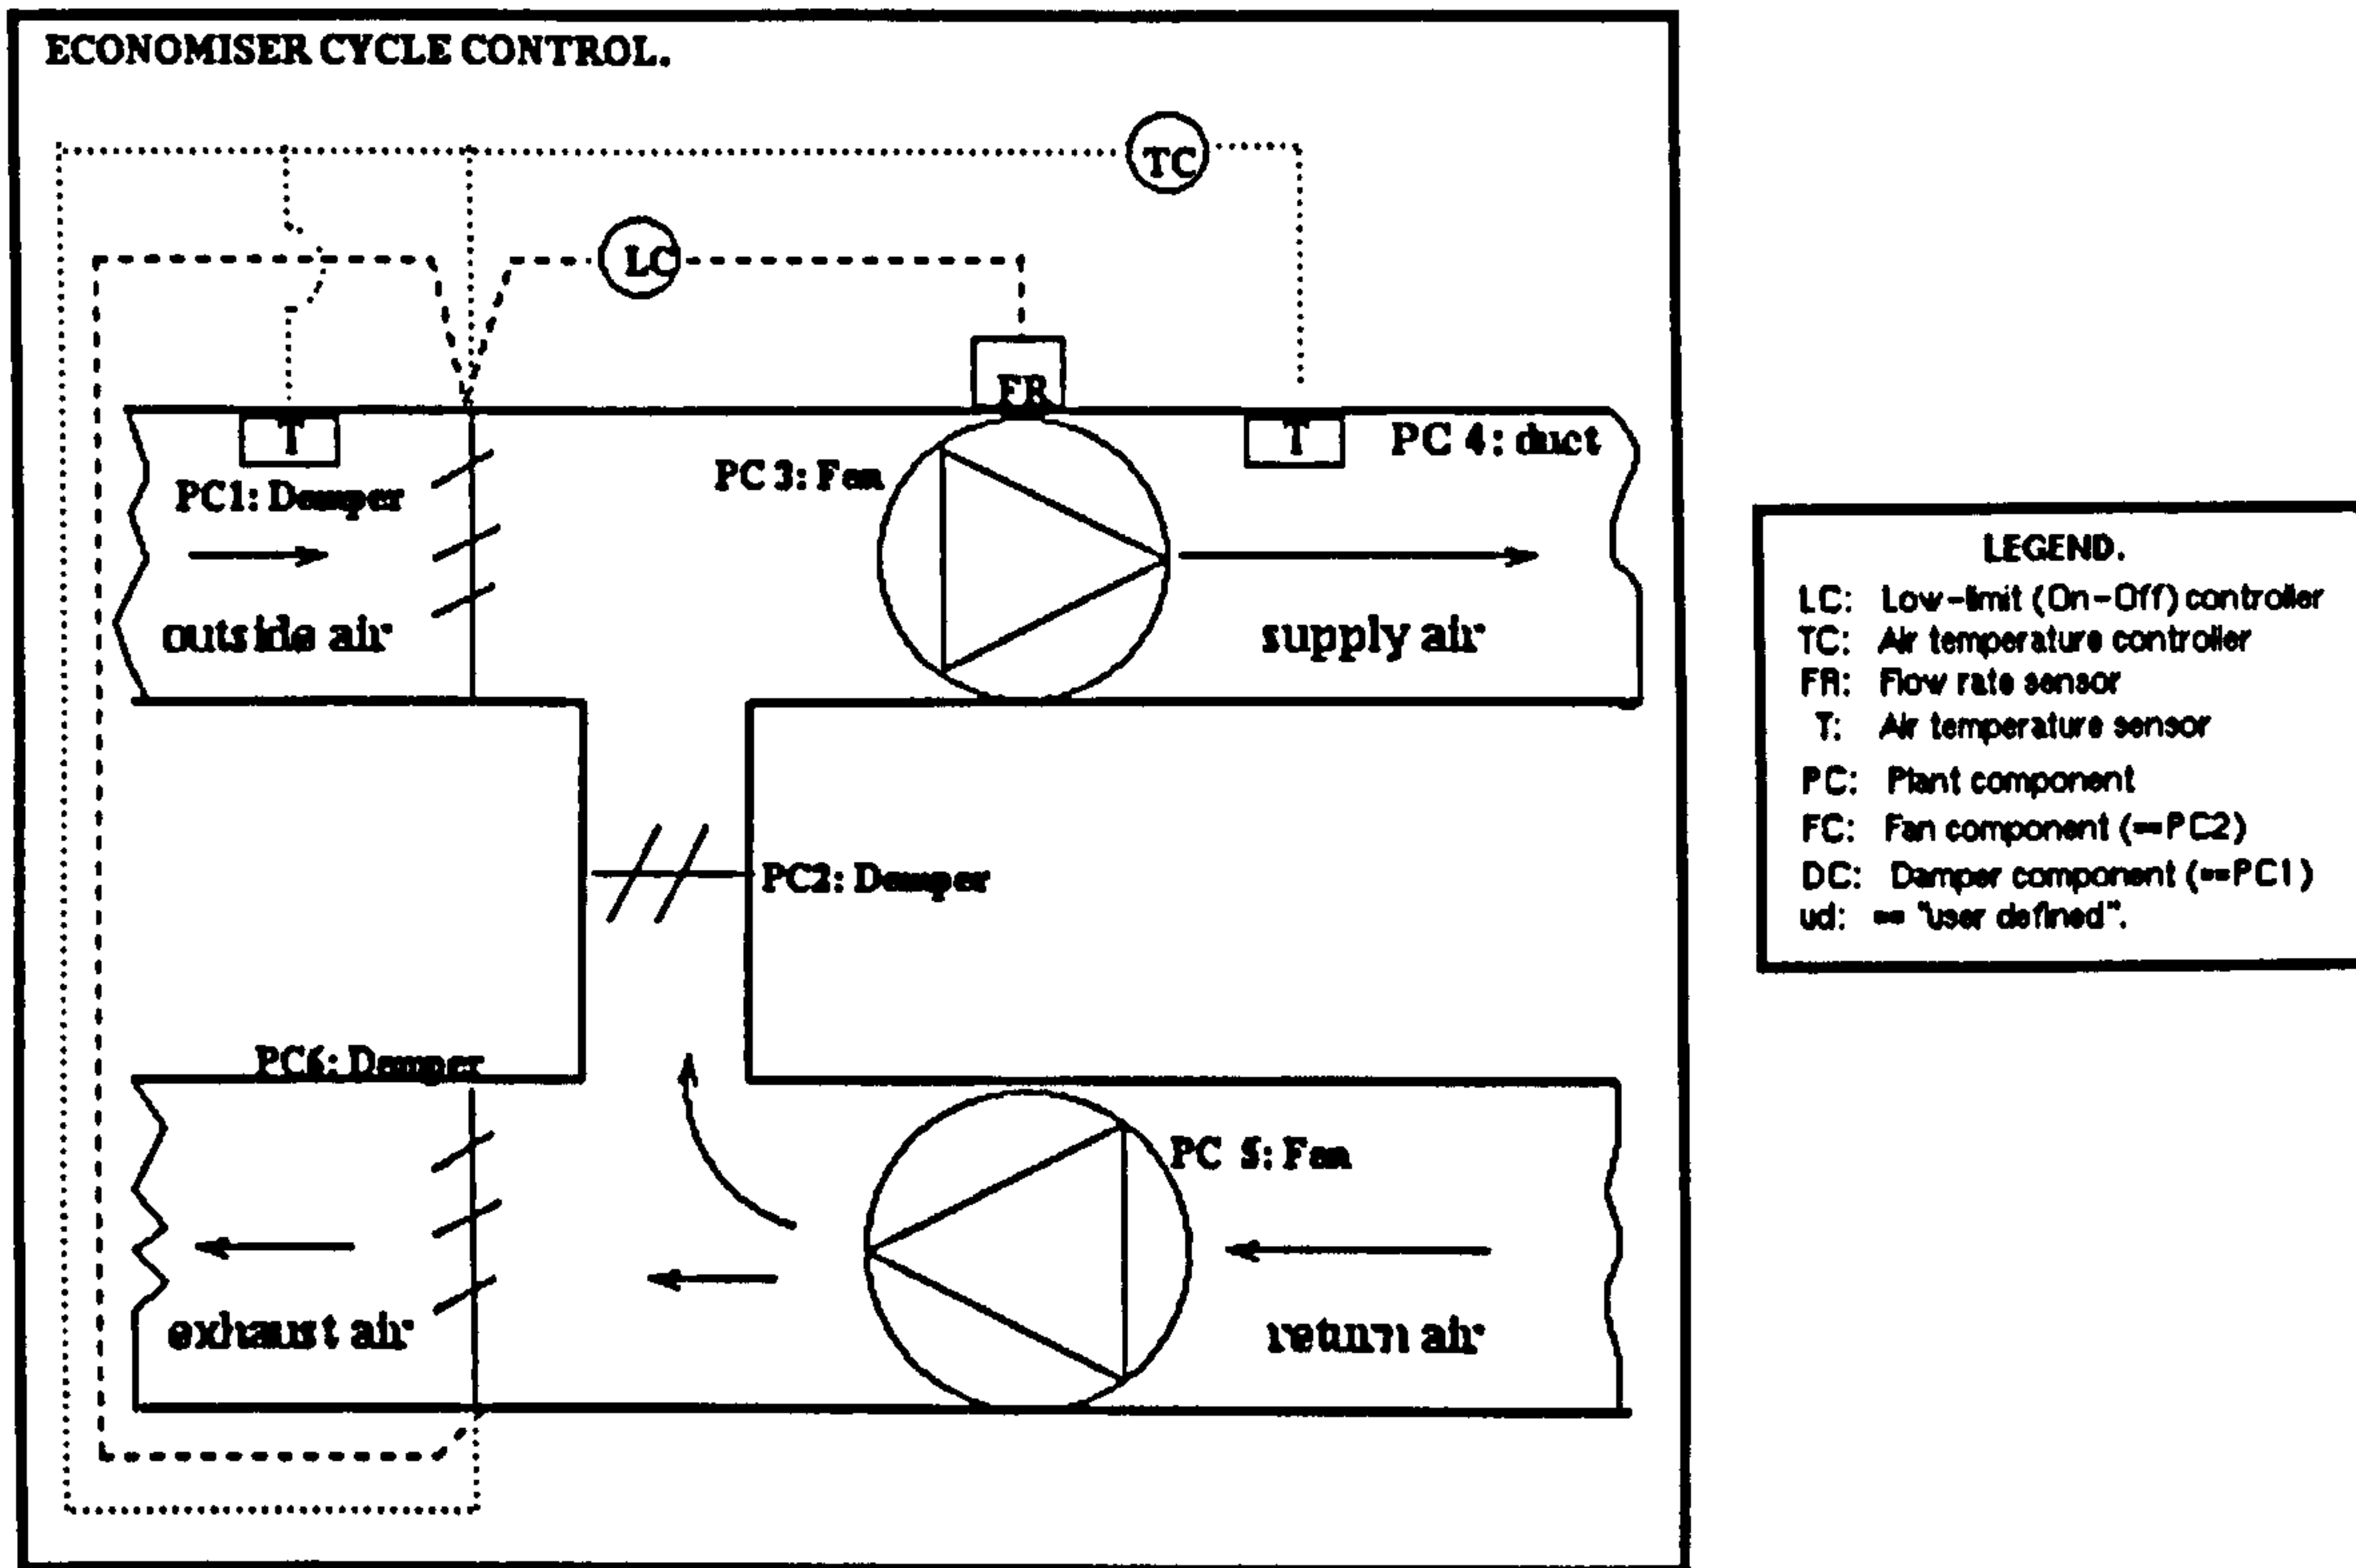 ECONOMISER CYCLE CONTROL.
TC
LC
FR
T
T
PC 4: duct
PC1: Damper
PC 3: Fan
outside air
supply air
PC2: Damper
PC6: Damper
PC 5: Fan
exhaust air
return air
LEGEND.
LC: Low-limit (On-Off) controller
TC: Air temperature controller
FR: Flow rate sensor
T: Air temperature sensor
PC: Plant component
FC: Fan component (==PC2)
DC: Damper component (==PC1)
ud: == "user defined".